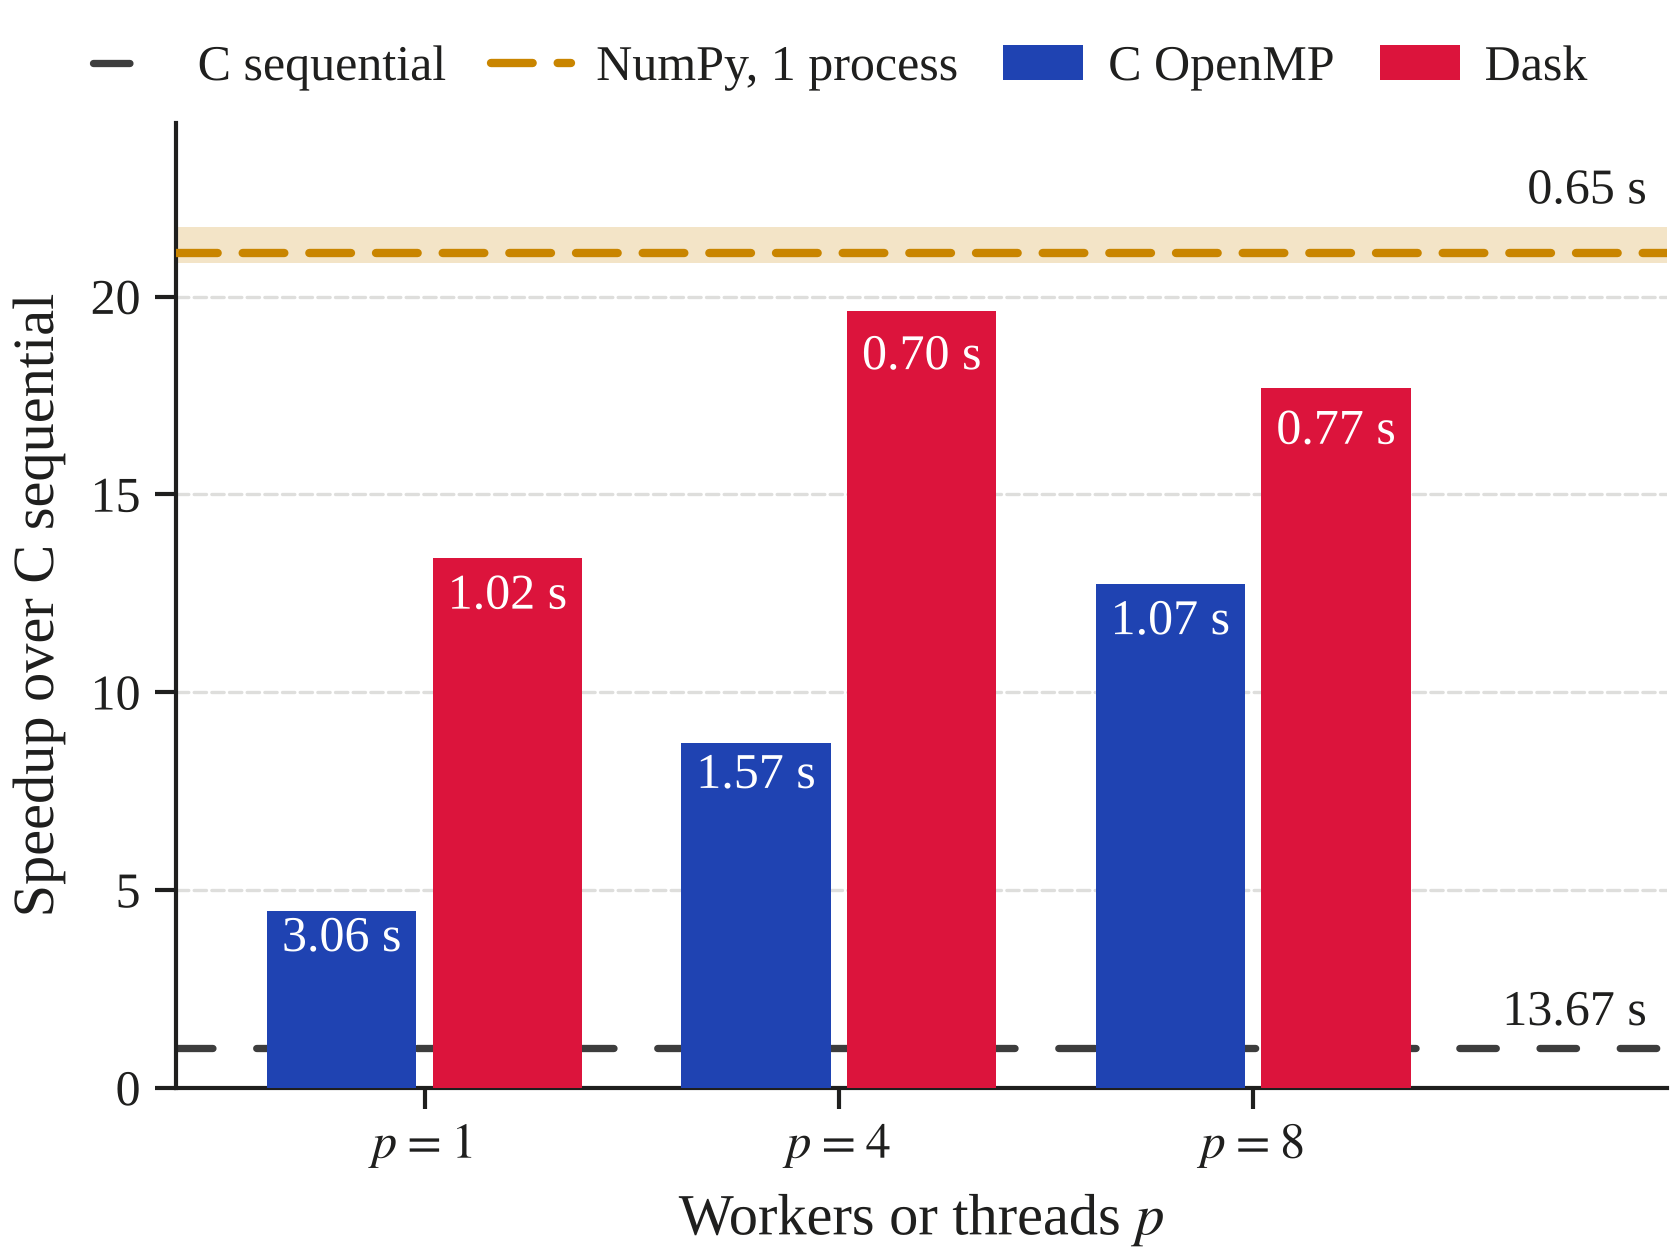 C sequential NumPy, 1 process C OpenMP Dask
0.65 s
20
0.70 s
0.77 s
15
1.02 s
1.07 s
10
1.57 s
5
3.06 s
13.67 s
0
p = 1 p = 4 p = 8
Workers or threads p
Speedup over C sequential